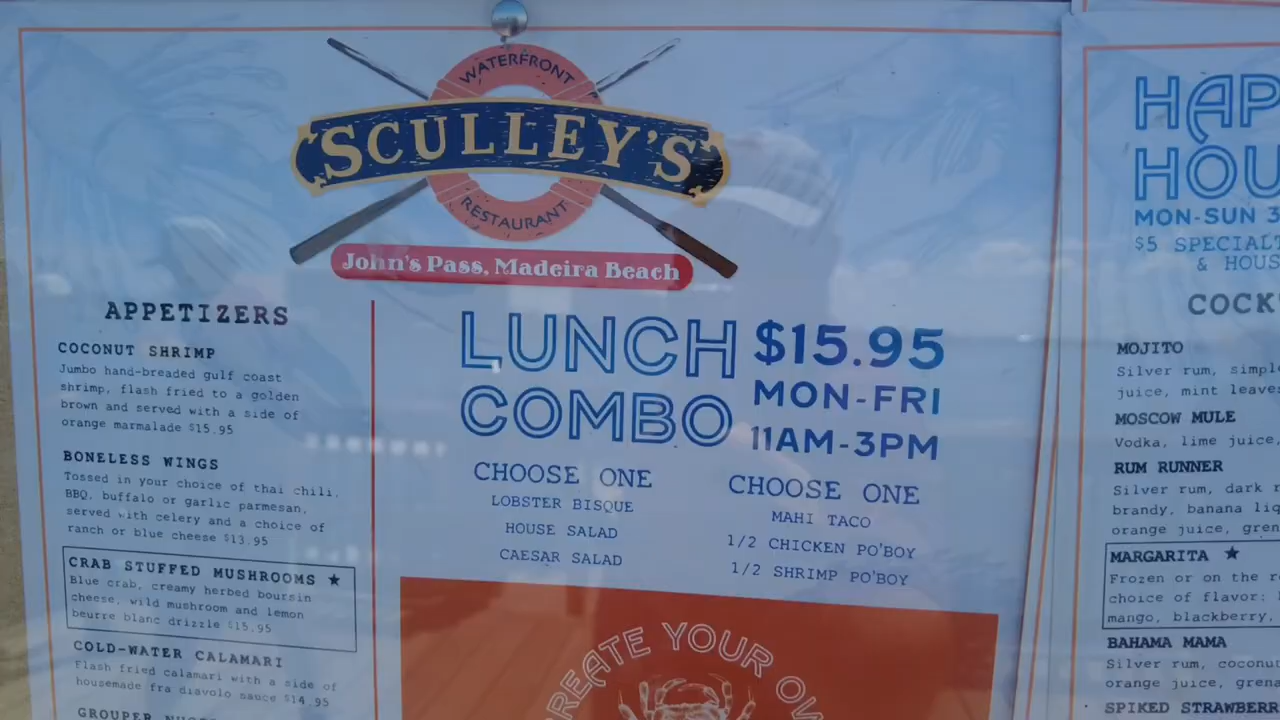 WATERFRONT
SCULLEY'S
RESTAURANT
John's Pass, Madeira Beach
APPETIZERS
COCONUT SHRIMP
Jumbo hand-breaded gulf coast
shrimp, flash fried to a golden
brown and served with a side of
orange marmalade $15.95
BONELESS WINGS
Tossed in your choice of thai chili,
BBQ, buffalo or garlic parmesan,
served with celery and a choice of
ranch or blue cheese $13.95
CRAB STUFFED MUSHROOMS ★
Blue crab, creamy herbed boursin
cheese, wild mushroom and lemon
beurre blanc drizzle $15.95
COLD-WATER CALAMARI
Flash fried calamari with a side of
housemade fra diavolo sauce $14.95
GROUPER
LUNCH
COMBO
$15.95
MON-FRI
11AM-3PM
CHOOSE ONE
LOBSTER BISQUE
HOUSE SALAD
CAESAR SALAD
CHOOSE ONE
MAHI TACO
1/2 CHICKEN PO'BOY
1/2 SHRIMP PO'BOY
CREATE YOUR OW
HAP
HOU
MON-SUN 3
$5 SPECIALT
& HOUS
COCK
MOJITO
Silver rum, simpl
juice, mint leaves
MOSCOW MULE
Vodka, lime juice,
RUM RUNNER
Silver rum, dark r
brandy, banana liq
orange juice, gren
MARGARITA ★
Frozen or on the r
choice of flavor:
mango, blackberry,
BAHAMA MAMA
Silver rum, coconut
orange juice, grena
SPIKED STRAWBERR